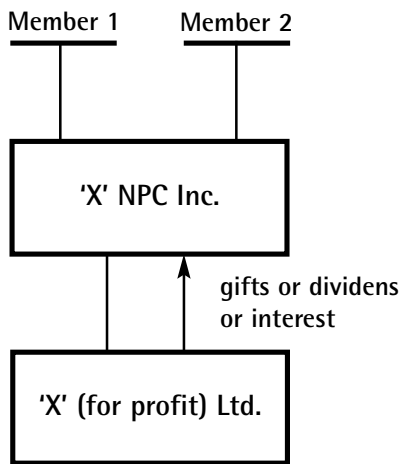 Member 1
Member 2
'X' NPC Inc.
gifts or dividens
or interest
'X' (for profit) Ltd.